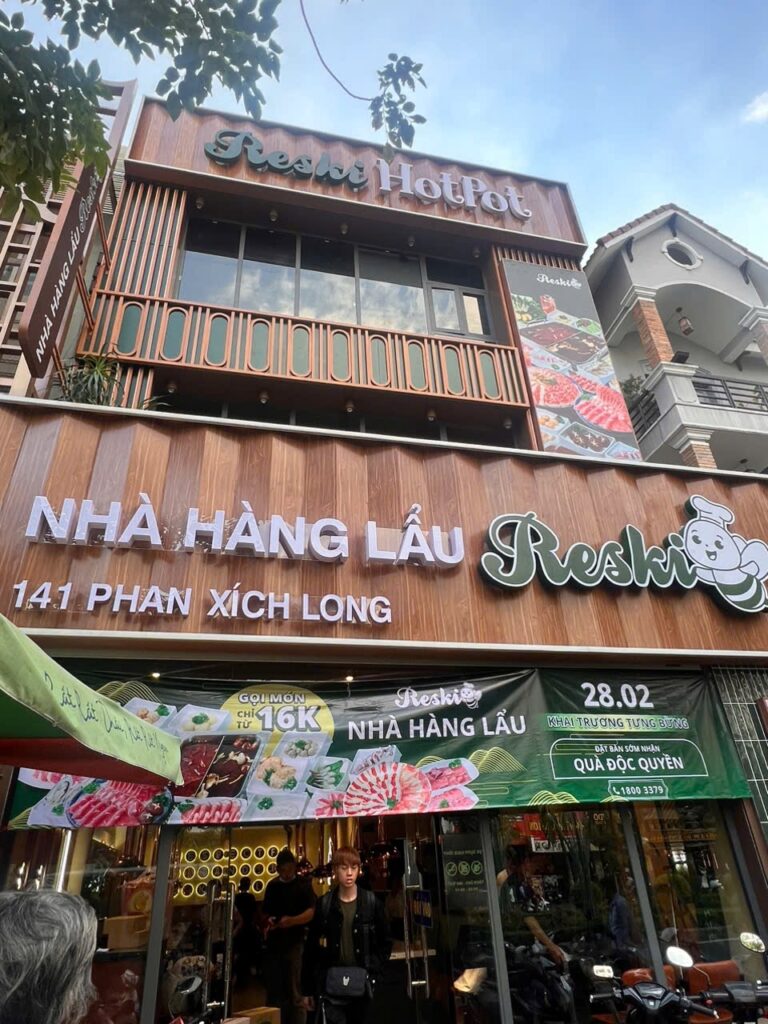 Reski HotPot
NHÀ HÀNG LẨU Reski
Reski
NHÀ HÀNG LẨU Reski
141 PHAN XÍCH LONG
GỌI MÓN
CHỈ TỪ 16K
Reski
NHÀ HÀNG LẨU
28.02
KHAI TRƯƠNG TƯNG BỪNG
ĐẶT BÀN SỚM NHẬN
QUÀ ĐỘC QUYỀN
1800 3379